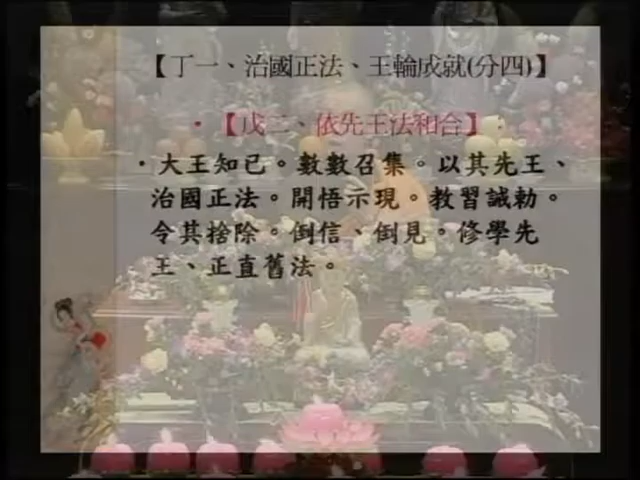 【丁一、治國正法、王輪成就(分四)】
·【戊二、依先王法和合】
·大王知已。數數召集。以其先王、
治國正法。開悟示現。教習誡勅。
令其捨除。倒信、倒見。修學先
王、正直舊法。